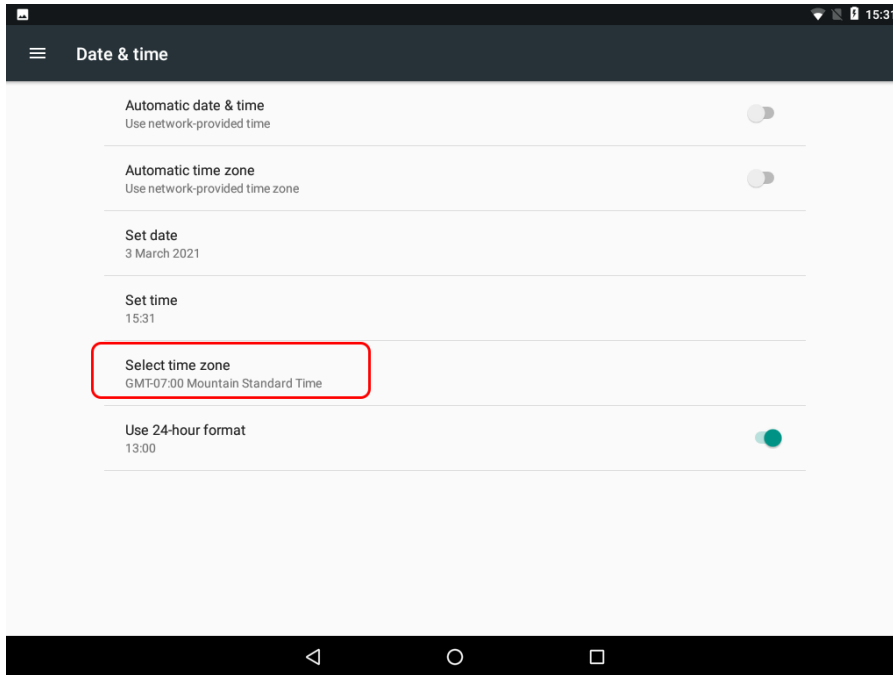 15:31
Date & time
Automatic date & time
Use network-provided time
Automatic time zone
Use network-provided time zone
Set date
3 March 2021
Set time
15:31
Select time zone
GMT-07:00 Mountain Standard Time
Use 24-hour format
13:00